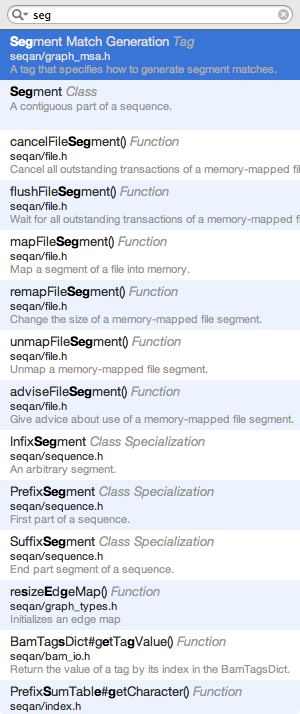 seg
Segment Match Generation Tag
seqan/graph_msa.h
A tag that specifies how to generate segment matches.
Segment Class
A contiguous part of a sequence.
cancelFileSegment() Function
seqan/file.h
Cancel all outstanding transactions of a memory-mapped f
flushFileSegment() Function
seqan/file.h
Wait for all outstanding transactions of a memory-mapped f
mapFileSegment() Function
seqan/file.h
Map a segment of a file into memory.
remapFileSegment() Function
seqan/file.h
Change the size of a memory-mapped file segment.
unmapFileSegment() Function
seqan/file.h
Unmap a memory-mapped file segment.
adviseFileSegment() Function
seqan/file.h
Give advice about use of a memory-mapped file segment.
InfixSegment Class Specialization
seqan/sequence.h
An arbitrary segment.
PrefixSegment Class Specialization
seqan/sequence.h
First part of a sequence.
SuffixSegment Class Specialization
seqan/sequence.h
End part segment of a sequence.
resizeEdgeMap() Function
seqan/graph_types.h
Initializes an edge map
BamTagsDict#getTagValue() Function
seqan/bam_io.h
Return the value of a tag by its index in the BamTagsDict.
PrefixSumTable#getCharacter() Function
seqan/index.h